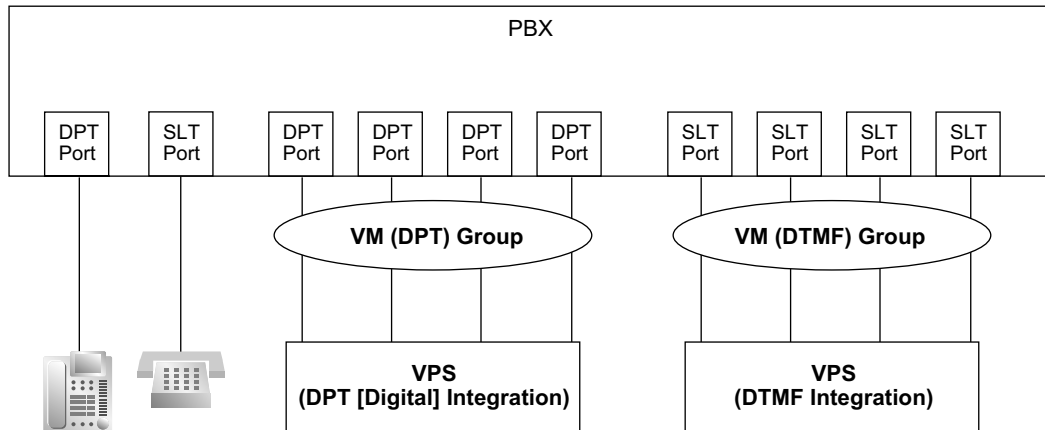 PBX
DPT
Port
SLT
Port
DPT
Port
DPT
Port
DPT
Port
DPT
Port
SLT
Port
SLT
Port
SLT
Port
SLT
Port
VM (DPT) Group
VM (DTMF) Group
VPS
(DPT [Digital] Integration)
VPS
(DTMF Integration)